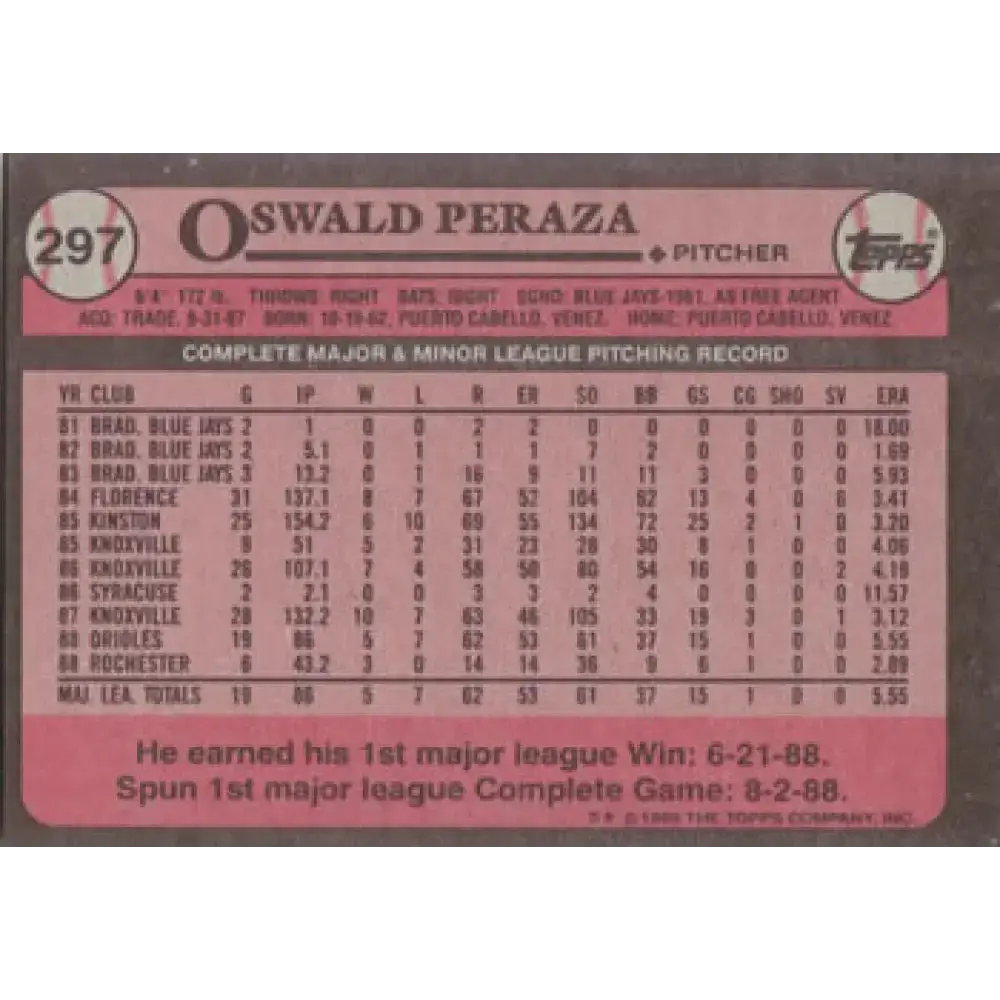 297
OSWALD PERAZA
PITCHER
TOPPS®
6'4" 172 lb. THROWS: RIGHT BATS: RIGHT SGND: BLUE JAYS-1981, AS FREE AGENT
ACQ: TRADE, 8-31-87 BORN: 10-19-62, PUERTO CABELLO, VENEZ. HOME: PUERTO CABELLO, VENEZ
COMPLETE MAJOR & MINOR LEAGUE PITCHING RECORD
YR CLUB G IP W L R ER SO BB GS CG SHO SV ERA
81 BRAD. BLUE JAYS 2 1 0 0 2 2 0 0 0 0 0 0 18.00
82 BRAD. BLUE JAYS 2 5.1 0 1 1 1 7 2 0 0 0 0 1.69
83 BRAD. BLUE JAYS 3 13.2 0 1 16 9 11 11 3 0 0 0 5.93
84 FLORENCE 31 137.1 8 7 67 52 104 62 13 4 0 6 3.41
85 KINSTON 25 154.2 6 10 69 55 134 72 25 2 1 0 3.20
85 KNOXVILLE 51 5 2 31 23 28 30 8 1 0 0 4.06
86 KNOXVILLE 26 107.1 7 4 58 50 80 54 16 0 0 2 4.19
86 SYRACUSE 2 2.1 0 0 3 3 2 4 0 0 0 0 11.57
87 KNOXVILLE 28 132.2 10 7 63 46 105 33 19 3 0 1 3.12
88 ORIOLES 19 86 5 7 62 53 61 37 15 1 0 0 5.55
88 ROCHESTER 6 43.2 3 0 14 14 36 9 6 1 0 0 2.89
MAJ. LEA. TOTALS 19 86 5 7 62 53 61 37 15 1 0 0 5.55
He earned his 1st major league Win: 6-21-88.
Spun 1st major league Complete Game: 8-2-88.
© 1989 THE TOPPS COMPANY, INC.